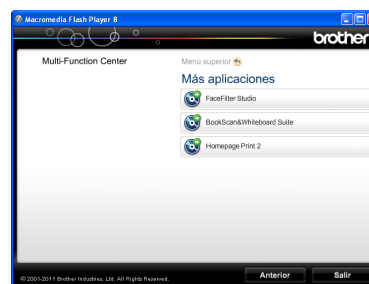 Macromedia Flash Player 8
brother
Multi-Function Center
Menú superior
Más aplicaciones
FaceFilter Studio
BookScan&Whiteboard Suite
Homepage Print 2
© 2001-2011 Brother Industries, Ltd. All Rights Reserved.
Anterior
Salir